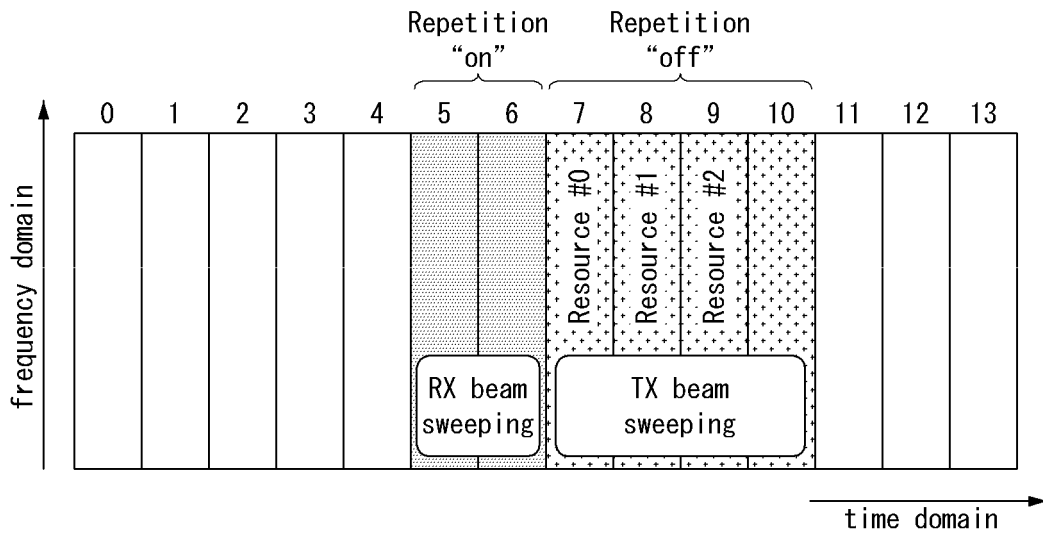 Repetition Repetition
“on” “off”
0 1 2 3 4 5 6 7 8 9 10 11 12 13
frequency domain
Resource #0
Resource #1
Resource #2
RX beam
sweeping
TX beam
sweeping
time domain